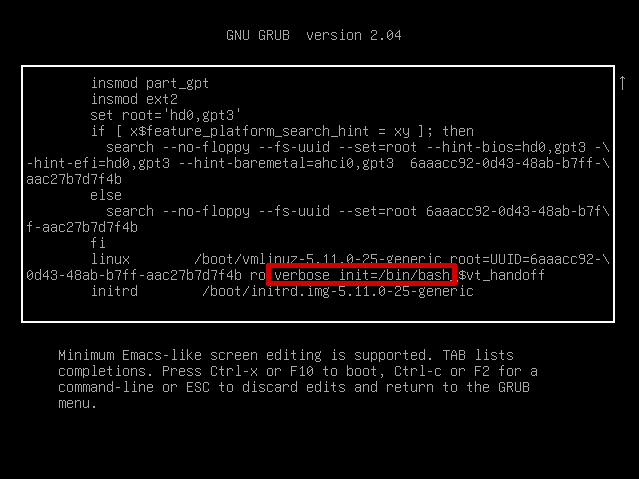 GNU GRUB  version 2.04
insmod part_gpt
insmod ext2
set root='hd0,gpt3'
if [ x$feature_platform_search_hint = xy ]; then
search --no-floppy --fs-uuid --set=root --hint-bios=hd0,gpt3 -\
-hint-efi=hd0,gpt3 --hint-baremetal=ahci0,gpt3  6aaacc92-0d43-48ab-b7ff-\
aac27b7d7f4b
else
search --no-floppy --fs-uuid --set=root 6aaacc92-0d43-48ab-b7f\
f-aac27b7d7f4b
fi
linux        /boot/vmlinuz-5.11.0-25-generic root=UUID=6aaacc92-\
0d43-48ab-b7ff-aac27b7d7f4b ro verbose init=/bin/bash $vt_handoff
initrd        /boot/initrd.img-5.11.0-25-generic
↑
Minimum Emacs-like screen editing is supported. TAB lists
completions. Press Ctrl-x or F10 to boot, Ctrl-c or F2 for a
command-line or ESC to discard edits and return to the GRUB
menu.